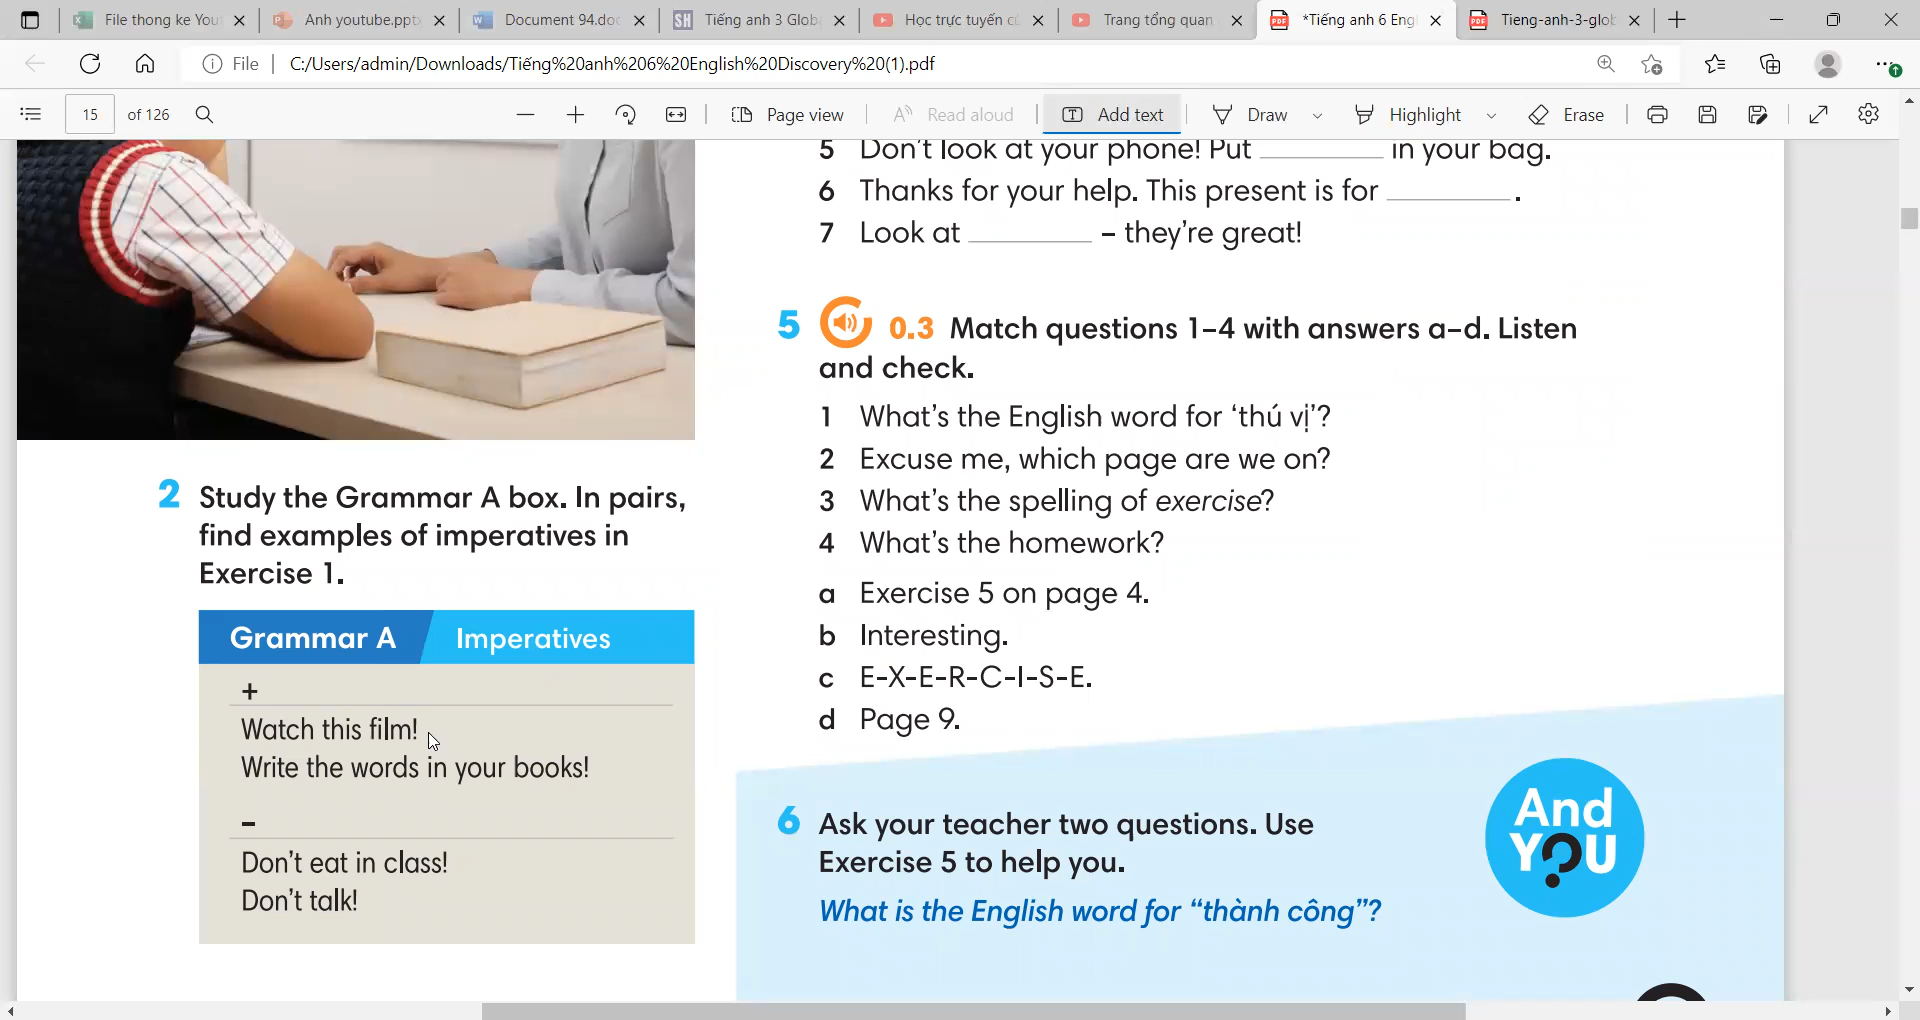 File thong ke You
Anh youtube.ppt
Document 94.doc
SH
Tiếng anh 3 Glob
Học trực tuyến c
Trang tổng quan
*Tiếng anh 6 Engl
Tieng-anh-3-glob
File
C:/Users/admin/Downloads/Tiếng%20anh%206%20English%20Discovery%20(1).pdf
15 of 126
Page view
Read aloud
Add text
Draw
Highlight
Erase
2 Study the Grammar A box. In pairs,
find examples of imperatives in
Exercise 1.
Grammar A Imperatives
+
Watch this film!
Write the words in your books!
–
Don't eat in class!
Don't talk!
5 Don't look at your phone! Put ________ in your bag.
6 Thanks for your help. This present is for ________ .
7 Look at ________ – they're great!
5 0.3 Match questions 1–4 with answers a–d. Listen
and check.
1 What's the English word for ‘thú vị’?
2 Excuse me, which page are we on?
3 What's the spelling of exercise?
4 What's the homework?
a Exercise 5 on page 4.
b Interesting.
c E-X-E-R-C-I-S-E.
d Page 9.
6 Ask your teacher two questions. Use
Exercise 5 to help you.
What is the English word for “thành công”?
And
YOU